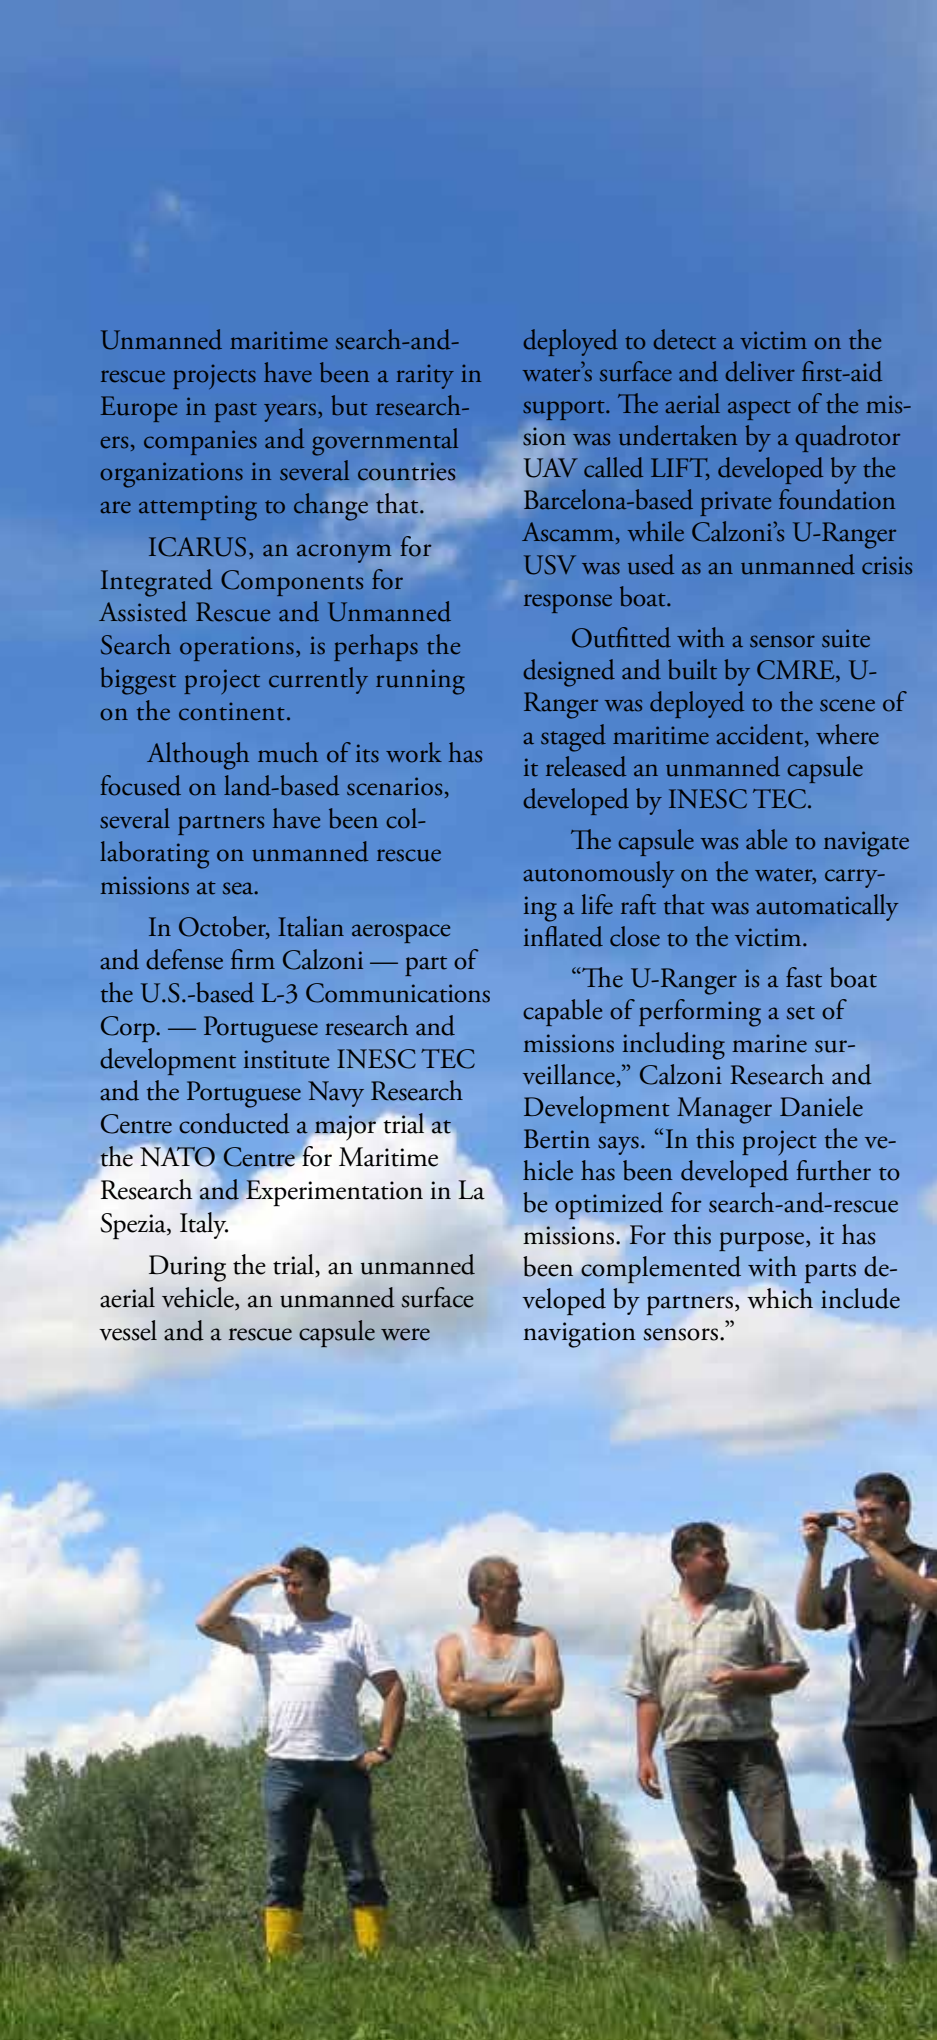 Unmanned maritime search-and-
rescue projects have been a rarity in
Europe in past years, but research-
ers, companies and governmental
organizations in several countries
are attempting to change that.
ICARUS, an acronym for
Integrated Components for
Assisted Rescue and Unmanned
Search operations, is perhaps the
biggest project currently running
on the continent.
Although much of its work has
focused on land-based scenarios,
several partners have been col-
laborating on unmanned rescue
missions at sea.
In October, Italian aerospace
and defense firm Calzoni — part of
the U.S.-based L-3 Communications
Corp. — Portuguese research and
development institute INESC TEC
and the Portuguese Navy Research
Centre conducted a major trial at
the NATO Centre for Maritime
Research and Experimentation in La
Spezia, Italy.
During the trial, an unmanned
aerial vehicle, an unmanned surface
vessel and a rescue capsule were
deployed to detect a victim on the
water’s surface and deliver first-aid
support. The aerial aspect of the mis-
sion was undertaken by a quadrotor
UAV called LIFT, developed by the
Barcelona-based private foundation
Ascamm, while Calzoni’s U-Ranger
USV was used as an unmanned crisis
response boat.
Outfitted with a sensor suite
designed and built by CMRE, U-
Ranger was deployed to the scene of
a staged maritime accident, where
it released an unmanned capsule
developed by INESC TEC.
The capsule was able to navigate
autonomously on the water, carry-
ing a life raft that was automatically
inflated close to the victim.
“The U-Ranger is a fast boat
capable of performing a set of
missions including marine sur-
veillance,” Calzoni Research and
Development Manager Daniele
Bertin says. “In this project the ve-
hicle has been developed further to
be optimized for search-and-rescue
missions. For this purpose, it has
been complemented with parts de-
veloped by partners, which include
navigation sensors.”